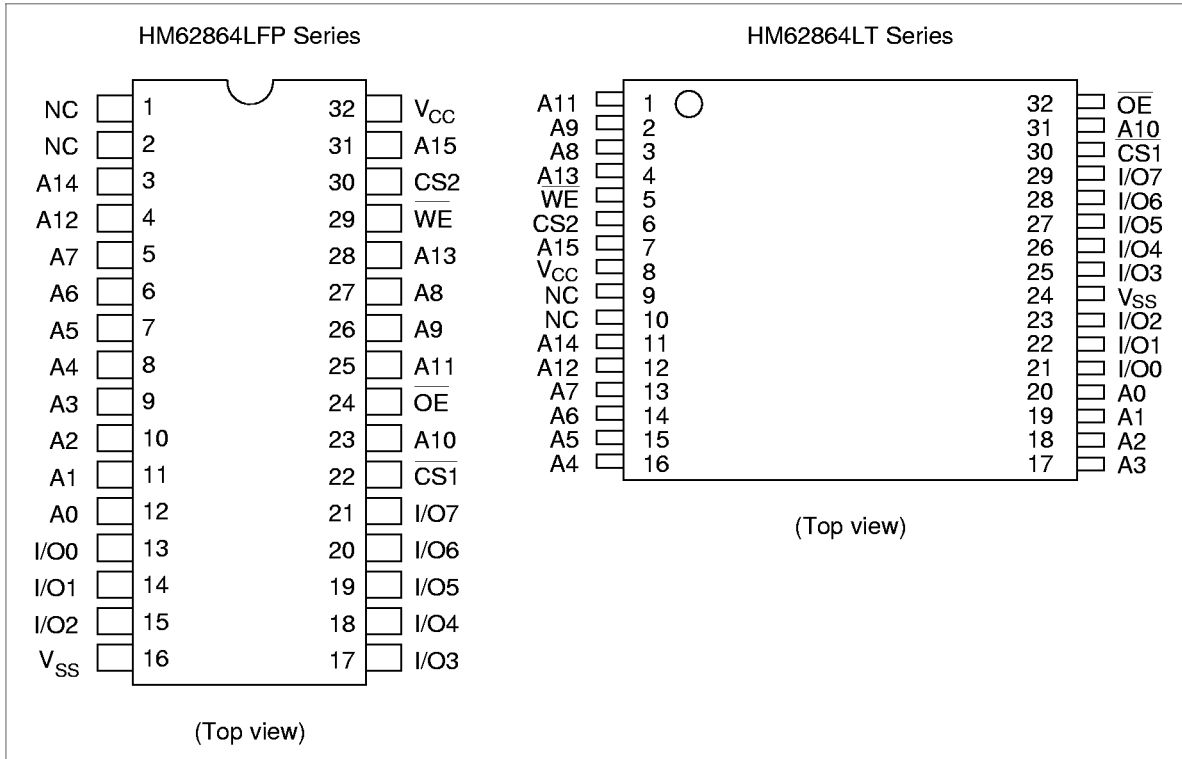 HM62864LFP Series
NC 1 32 VCC
NC 2 31 A15
A14 3 30 CS2
A12 4 29 W̅E̅
A7 5 28 A13
A6 6 27 A8
A5 7 26 A9
A4 8 25 A11
A3 9 24 O̅E̅
A2 10 23 A10
A1 11 22 C̅S̅1̅
A0 12 21 I/O7
I/O0 13 20 I/O6
I/O1 14 19 I/O5
I/O2 15 18 I/O4
VSS 16 17 I/O3
(Top view)
HM62864LT Series
A11 1 32 O̅E̅
A9 2 31 A10
A8 3 30 C̅S̅1̅
A13 4 29 I/O7
W̅E̅ 5 28 I/O6
CS2 6 27 I/O5
A15 7 26 I/O4
VCC 8 25 I/O3
NC 9 24 VSS
NC 10 23 I/O2
A14 11 22 I/O1
A12 12 21 I/O0
A7 13 20 A0
A6 14 19 A1
A5 15 18 A2
A4 16 17 A3
(Top view)